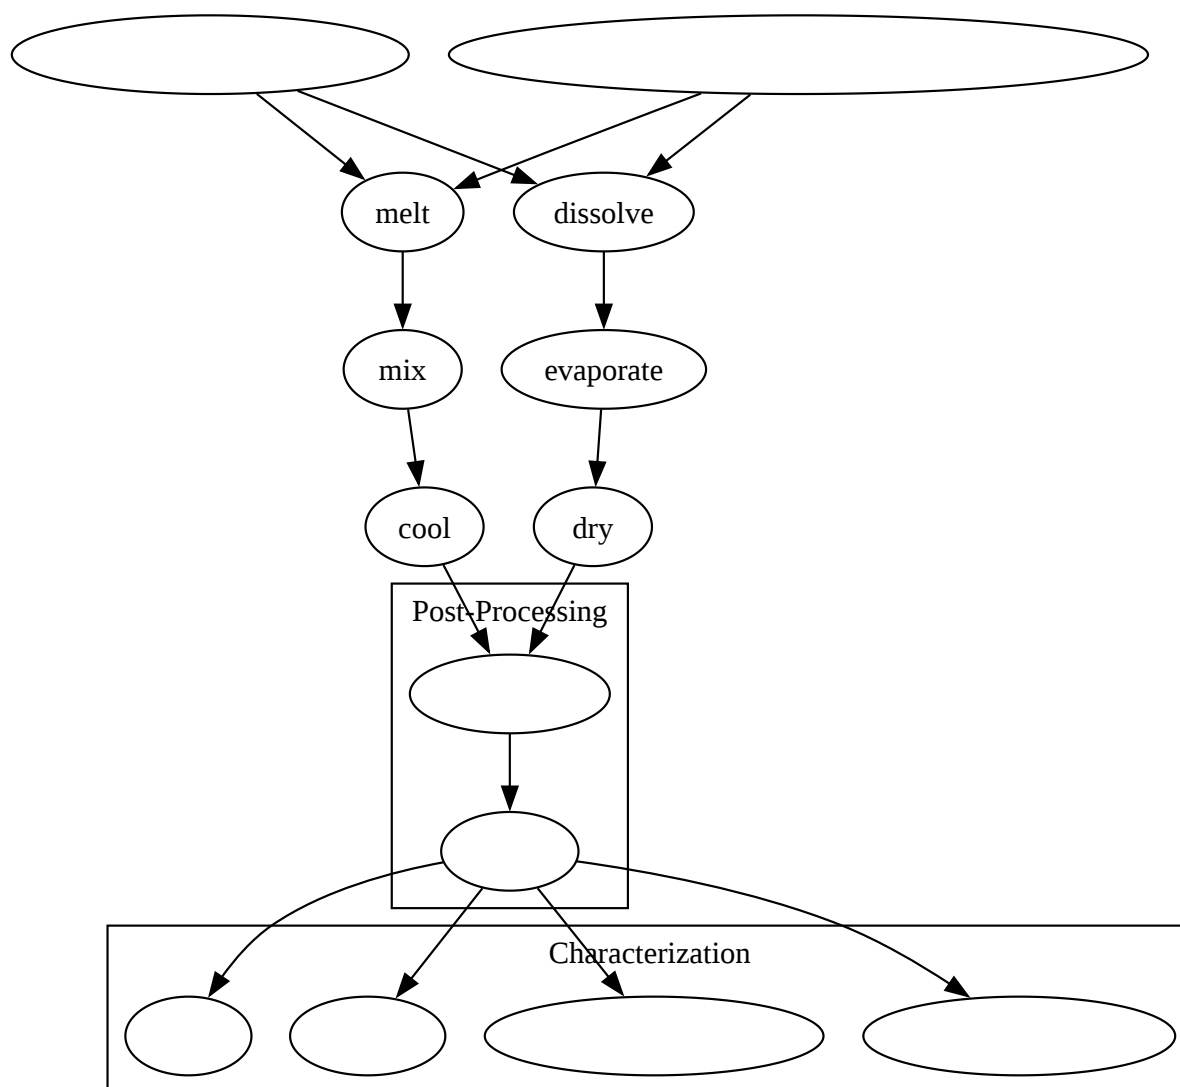 melt
dissolve
mix
evaporate
cool
dry
Post-Processing
Characterization